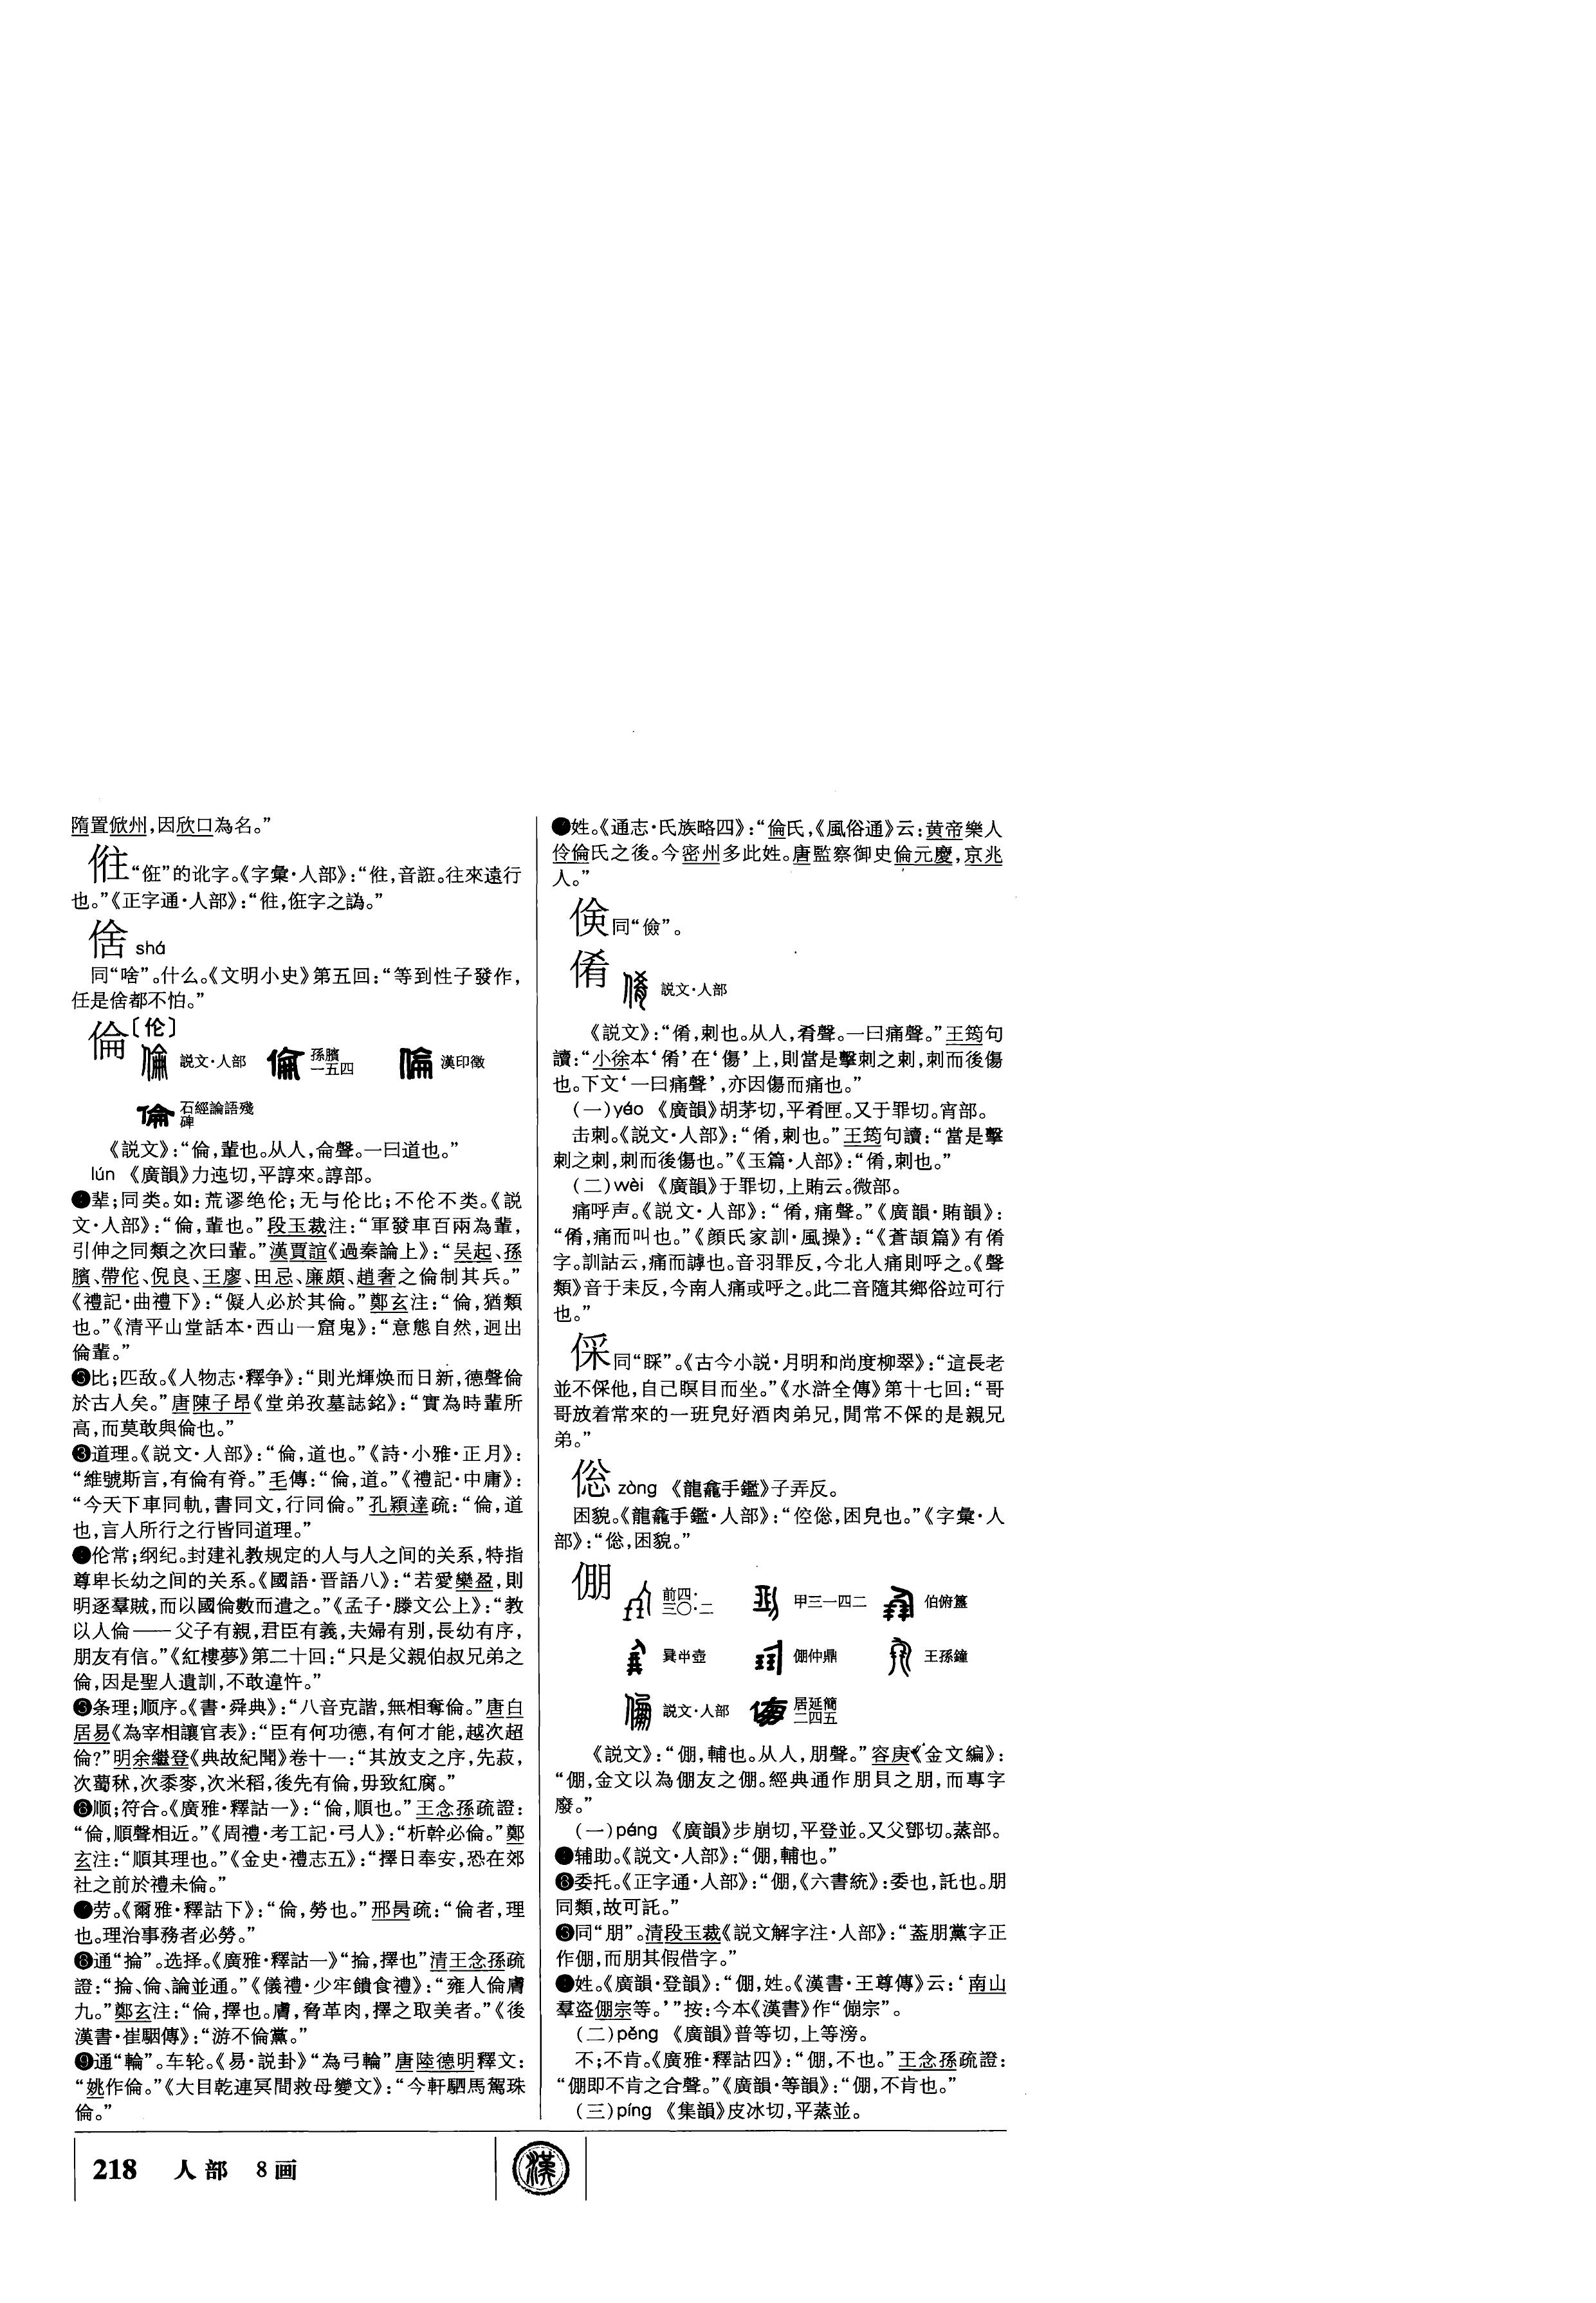 隋置俽州，因欣口為名。”
𠈹“俇”的讹字。《字彙·人部》：“𠈹，音誑。往來遠行
也。”《正字通·人部》：“𠈹，俇字之譌。”
倽 shá
同“啥”。什么。《文明小史》第五回：“等到性子發作，
任是倽都不怕。”
倫〔伦〕
説文·人部 孫臏一五四 漢印徵
石經論語殘碑
《説文》：“倫，輩也。从人，侖聲。一曰道也。”
lún 《廣韻》力迍切，平諄來。諄部。
❶辈；同类。如：荒谬绝伦；无与伦比；不伦不类。《説
文·人部》：“倫，輩也。”段玉裁注：“軍發車百兩為輩，
引伸之同類之次曰輩。”漢賈誼《過秦論上》：“吴起、孫
臏、帶佗、倪良、王廖、田忌、廉頗、趙奢之倫制其兵。”
《禮記·曲禮下》：“儗人必於其倫。”鄭玄注：“倫，猶類
也。”《清平山堂話本·西山一窟鬼》：“意態自然，迥出
倫輩。”
❷比；匹敌。《人物志·釋争》：“則光輝焕而日新，德聲倫
於古人矣。”唐陳子昂《堂弟孜墓誌銘》：“實為時輩所
高，而莫敢與倫也。”
❸道理。《説文·人部》：“倫，道也。”《詩·小雅·正月》：
“維號斯言，有倫有脊。”毛傳：“倫，道。”《禮記·中庸》：
“今天下車同軌，書同文，行同倫。”孔穎達疏：“倫，道
也，言人所行之行皆同道理。”
❹伦常；纲纪。封建礼教规定的人与人之间的关系，特指
尊卑长幼之间的关系。《國語·晋語八》：“若愛欒盈，則
明逐羣賊，而以國倫數而遣之。”《孟子·滕文公上》：“教
以人倫——父子有親，君臣有義，夫婦有别，長幼有序，
朋友有信。”《紅樓夢》第二十回：“只是父親伯叔兄弟之
倫，因是聖人遺訓，不敢違忤。”
❺条理；顺序。《書·舜典》：“八音克諧，無相奪倫。”唐白
居易《為宰相讓官表》：“臣有何功德，有何才能，越次超
倫？”明余繼登《典故紀聞》卷十一：“其放支之序，先菽，
次薥秫，次黍麥，次米稻，後先有倫，毋致紅腐。”
❻顺；符合。《廣雅·釋詁一》：“倫，順也。”王念孫疏證：
“倫，順聲相近。”《周禮·考工記·弓人》：“析幹必倫。”鄭
玄注：“順其理也。”《金史·禮志五》：“擇日奉安，恐在郊
社之前於禮未倫。”
❼劳。《爾雅·釋詁下》：“倫，勞也。”邢昺疏：“倫者，理
也。理治事務者必勞。”
❽通“掄”。选择。《廣雅·釋詁一》“掄，擇也”清王念孫疏
證：“掄、倫、論並通。”《儀禮·少牢饋食禮》：“雍人倫膚
九。”鄭玄注：“倫，擇也。膚，脅革肉，擇之取美者。”《後
漢書·崔駰傳》：“游不倫黨。”
❾通“輪”。车轮。《易·説卦》“為弓輪”唐陸德明釋文：
“姚作倫。”《大目乾連冥間救母變文》：“今軒駟馬駕珠
倫。”
❿姓。《通志·氏族略四》：“倫氏，《風俗通》云：黄帝樂人
伶倫氏之後。今密州多此姓。唐監察御史倫元慶，京兆
人。”
倹同“儉”。
倄 説文·人部
《説文》：“倄，刺也。从人，肴聲。一曰痛聲。”王筠句
讀：“小徐本‘倄’在‘傷’上，則當是擊刺之刺，刺而後傷
也。下文‘一曰痛聲’，亦因傷而痛也。”
（一）yáo 《廣韻》胡茅切，平肴匣。又于罪切。宵部。
击刺。《説文·人部》：“倄，刺也。”王筠句讀：“當是擊
刺之刺，刺而後傷也。”《玉篇·人部》：“倄，刺也。”
（二）wèi 《廣韻》于罪切，上賄云。微部。
痛呼声。《説文·人部》：“倄，痛聲。”《廣韻·賄韻》：
“倄，痛而叫也。”《顔氏家訓·風操》：“《蒼頡篇》有倄
字。訓詁云，痛而謼也。音羽罪反，今北人痛則呼之。《聲
類》音于耒反，今南人痛或呼之。此二音隨其鄉俗竝可行
也。”
倸同“睬”。《古今小説·月明和尚度柳翠》：“這長老
並不倸他，自己瞑目而坐。”《水滸全傳》第十七回：“哥
哥放着常來的一班兒好酒肉弟兄，閒常不倸的是親兄
弟。”
倊 zòng 《龍龕手鑑》子弄反。
困貌。《龍龕手鑑·人部》：“倥倊，困皃也。”《字彙·人
部》：“倊，困貌。”
倗
前四·三〇·二 甲三一四二 伯倗簋
㠱𠦪壺 倗仲鼎 王孫鐘
説文·人部 居延簡二四五
《説文》：“倗，輔也。从人，朋聲。”容庚《金文編》：
“倗，金文以為倗友之倗。經典通作朋貝之朋，而專字
廢。”
（一）péng 《廣韻》步崩切，平登並。又父鄧切。蒸部。
❶辅助。《説文·人部》：“倗，輔也。”
❷委托。《正字通·人部》：“倗，《六書統》：委也，託也。朋
同類，故可託。”
❸同“朋”。清段玉裁《説文解字注·人部》：“蓋朋黨字正
作倗，而朋其假借字。”
❹姓。《廣韻·登韻》：“倗，姓。《漢書·王尊傳》云：‘南山
羣盗倗宗等。’”按：今本《漢書》作“傰宗”。
（二）pěng 《廣韻》普等切，上等滂。
不；不肯。《廣雅·釋詁四》：“倗，不也。”王念孫疏證：
“倗即不肯之合聲。”《廣韻·等韻》：“倗，不肯也。”
（三）píng 《集韻》皮冰切，平蒸並。
218 人部 8画
漢